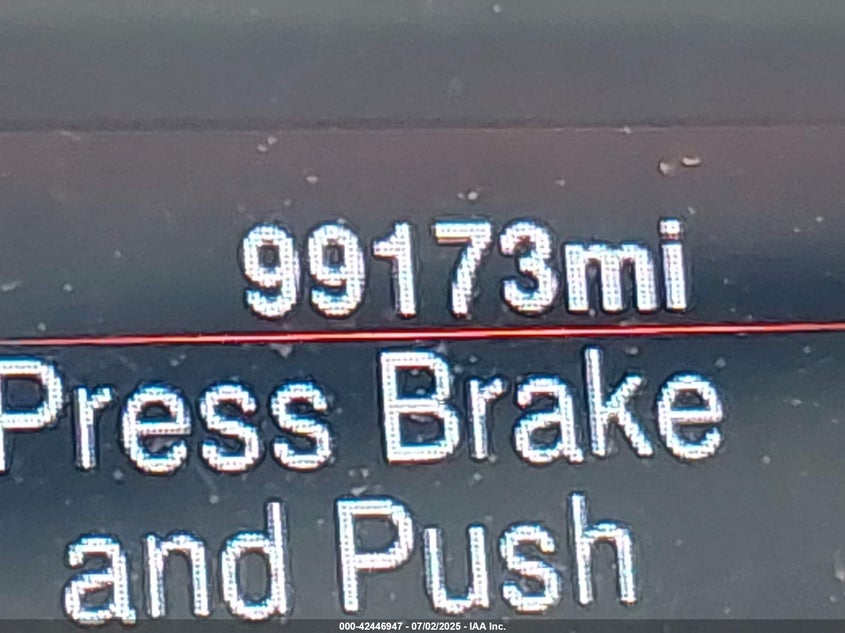 99173mi
Press Brake
and Push
000-42446947 - 07/02/2025 - IAA Inc.